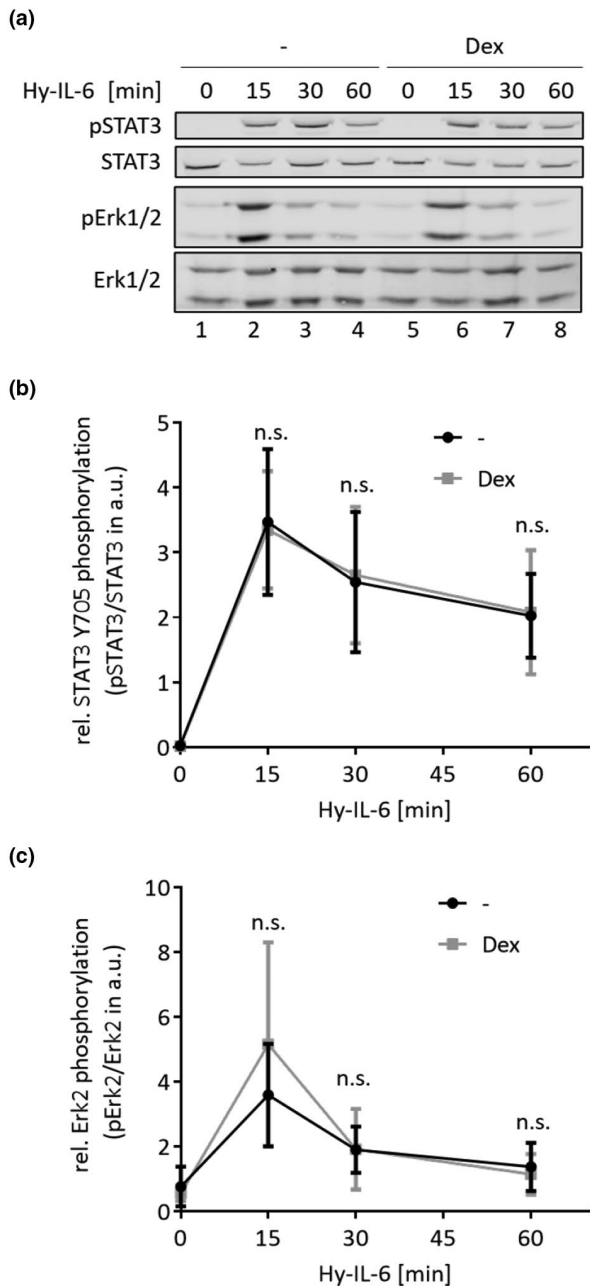 (a)
- Dex
Hy-IL-6 [min] 0 15 30 60 0 15 30 60
pSTAT3
STAT3
pErk1/2
Erk1/2
1 2 3 4 5 6 7 8
(b)
rel. STAT3 Y705 phosphorylation
(pSTAT3/STAT3 in a.u.)
5
4
3
2
1
0
n.s.
n.s.
n.s.
-
Dex
0 15 30 45 60
Hy-IL-6 [min]
(c)
rel. Erk2 phosphorylation
(pErk2/Erk2 in a.u.)
10
8
6
4
2
0
n.s.
n.s.
n.s.
-
Dex
0 15 30 45 60
Hy-IL-6 [min]